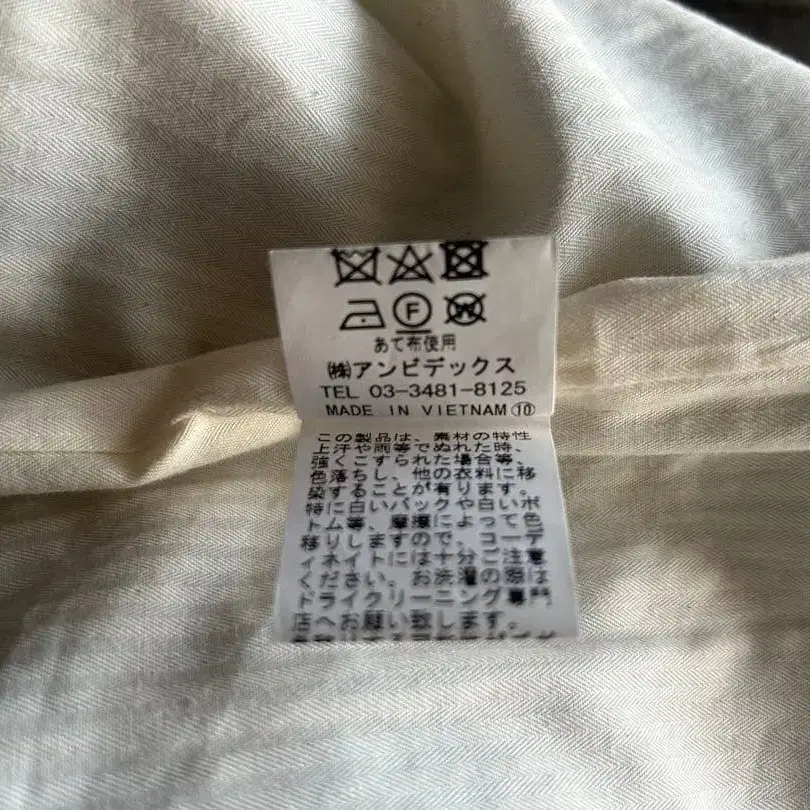 F W
あて布使用
㈱アンビデックス
TEL 03-3481-8125
MADE IN VIETNAM⑩
この製品は、素材の特性
上汗や雨等でぬれた時、
強くこすられた場合等、
色落ちし、他の衣料に移
染することが有ります。
特に白いバックや白いボ
トム等、摩擦によって色
移りしますので、コーデ
ィネイトには十分ご注意
ください。お洗濯の際は
ドライクリーニング専門
店へお願い致します。